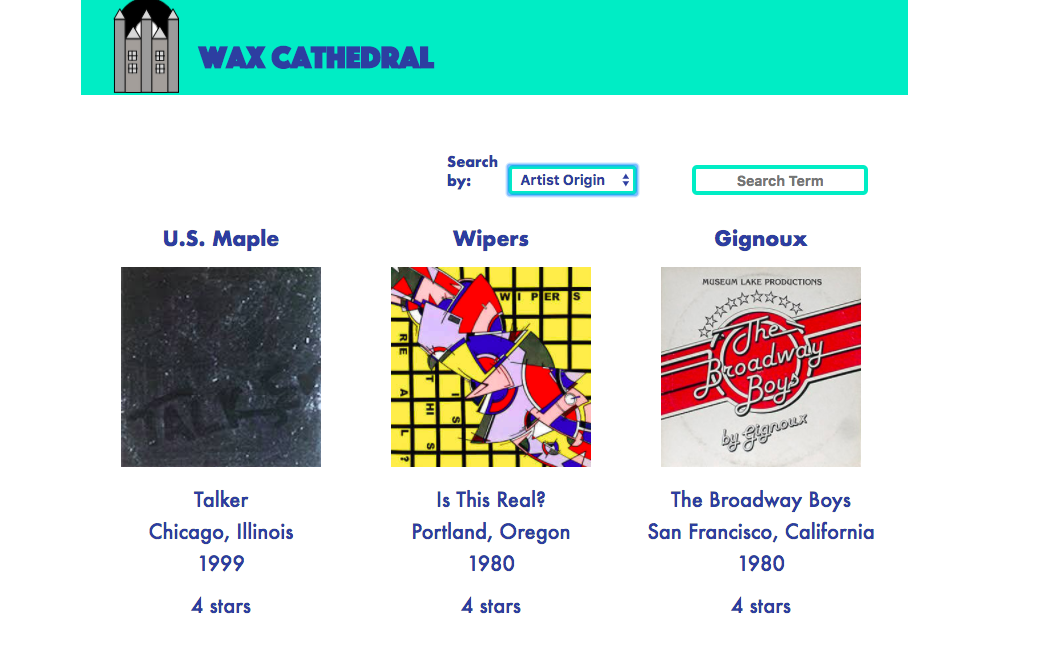 WAX CATHEDRAL
Search
by:
Artist Origin
Search Term
U.S. Maple
Wipers
Gignoux
TALKER
WIPERS
IS
THIS
REAL?
MUSEUM LAKE PRODUCTIONS
The
Broadway
Boys
by Gignoux
Talker
Chicago, Illinois
1999
4 stars
Is This Real?
Portland, Oregon
1980
4 stars
The Broadway Boys
San Francisco, California
1980
4 stars